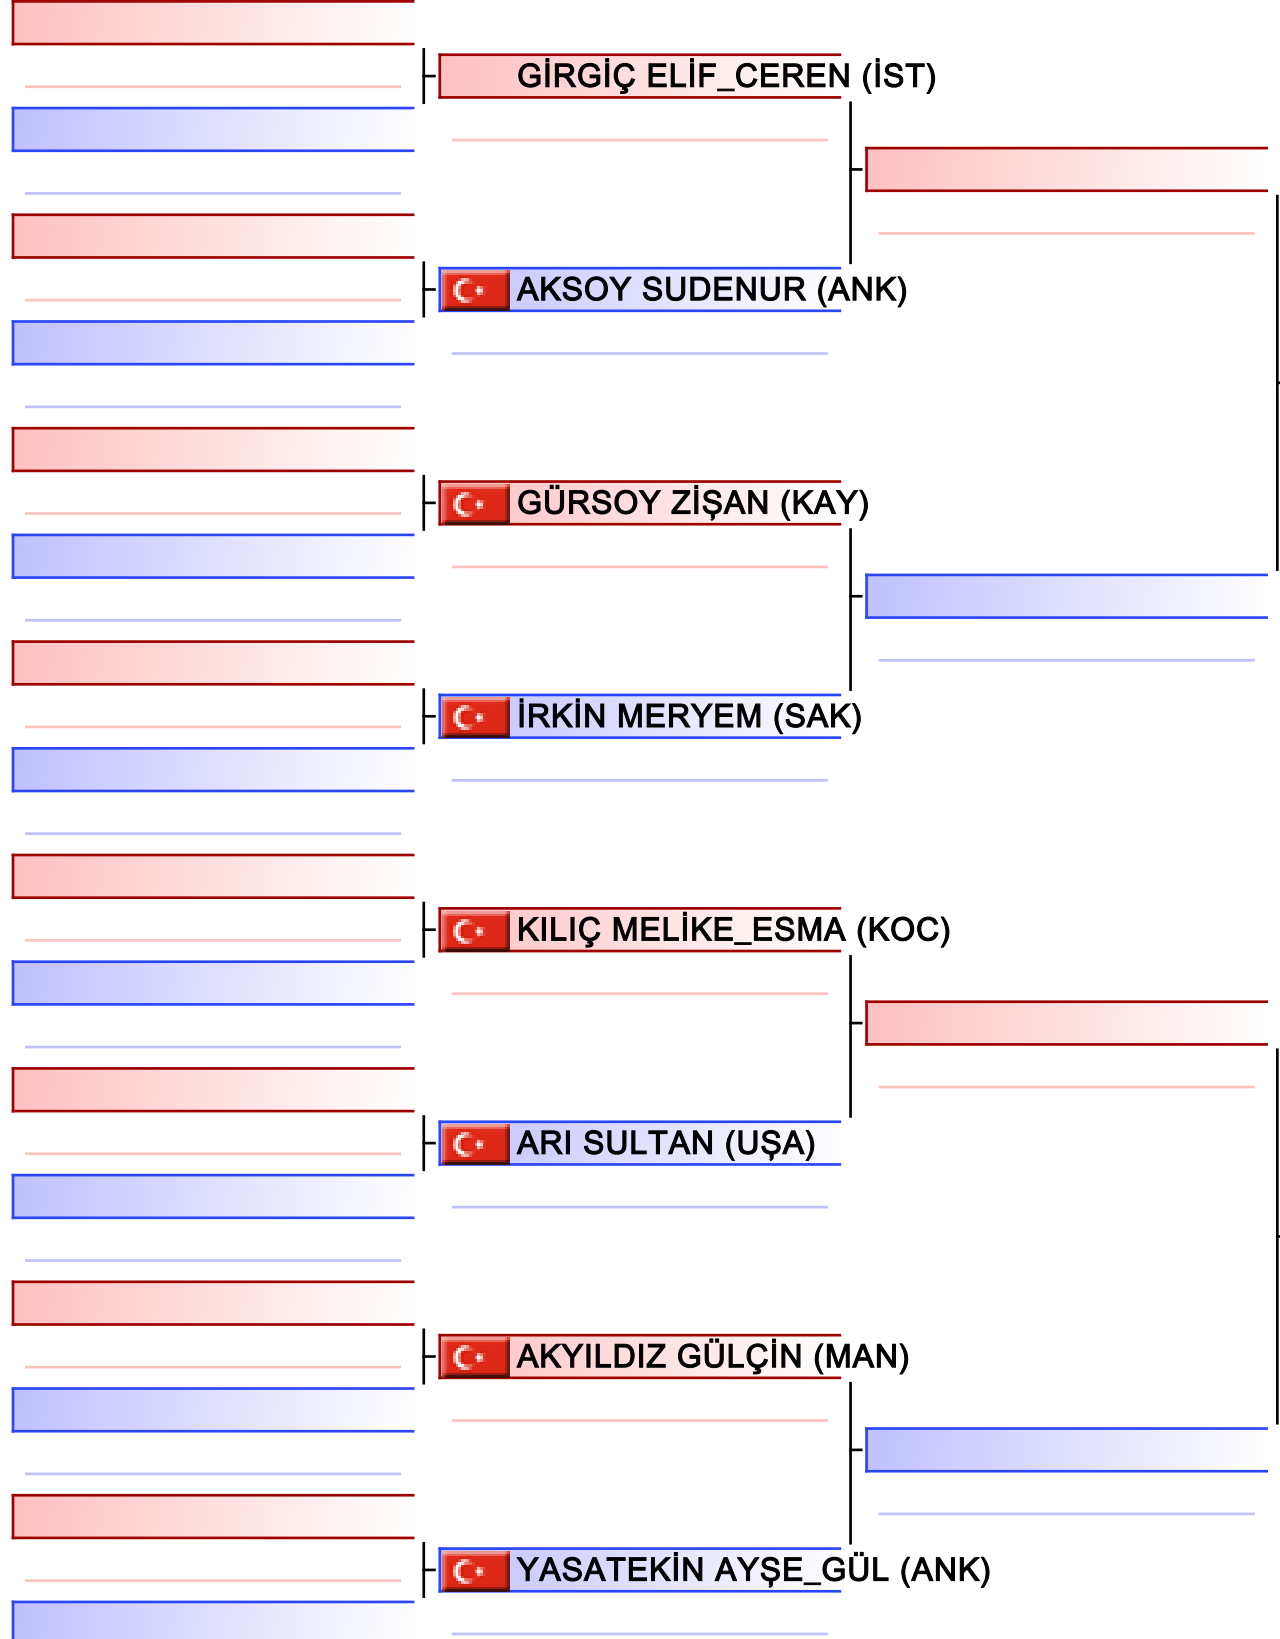 GİRGİÇ ELİF_CEREN (İST)
AKSOY SUDENUR (ANK)
GÜRSOY ZİŞAN (KAY)
İRKİN MERYEM (SAK)
KILIÇ MELİKE_ESMA (KOC)
ARI SULTAN (UŞA)
AKYILDIZ GÜLÇİN (MAN)
YASATEKİN AYŞE_GÜL (ANK)